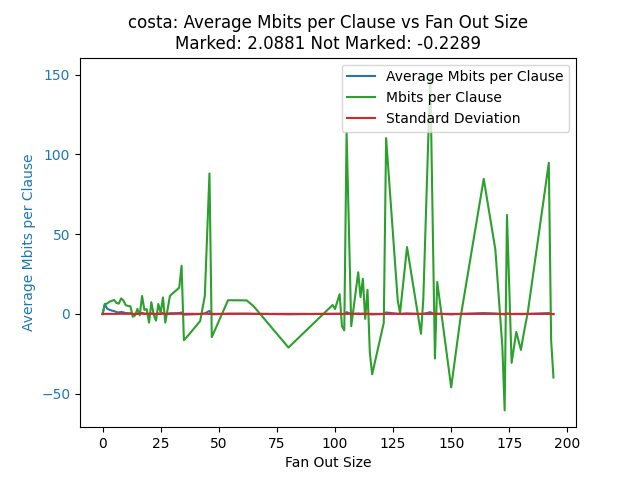 costa: Average Mbits per Clause vs Fan Out Size
Marked: 2.0881 Not Marked: -0.2289
Average Mbits per Clause
Mbits per Clause
Standard Deviation
Average Mbits per Clause
150
100
50
0
−50
0 25 50 75 100 125 150 175 200
Fan Out Size